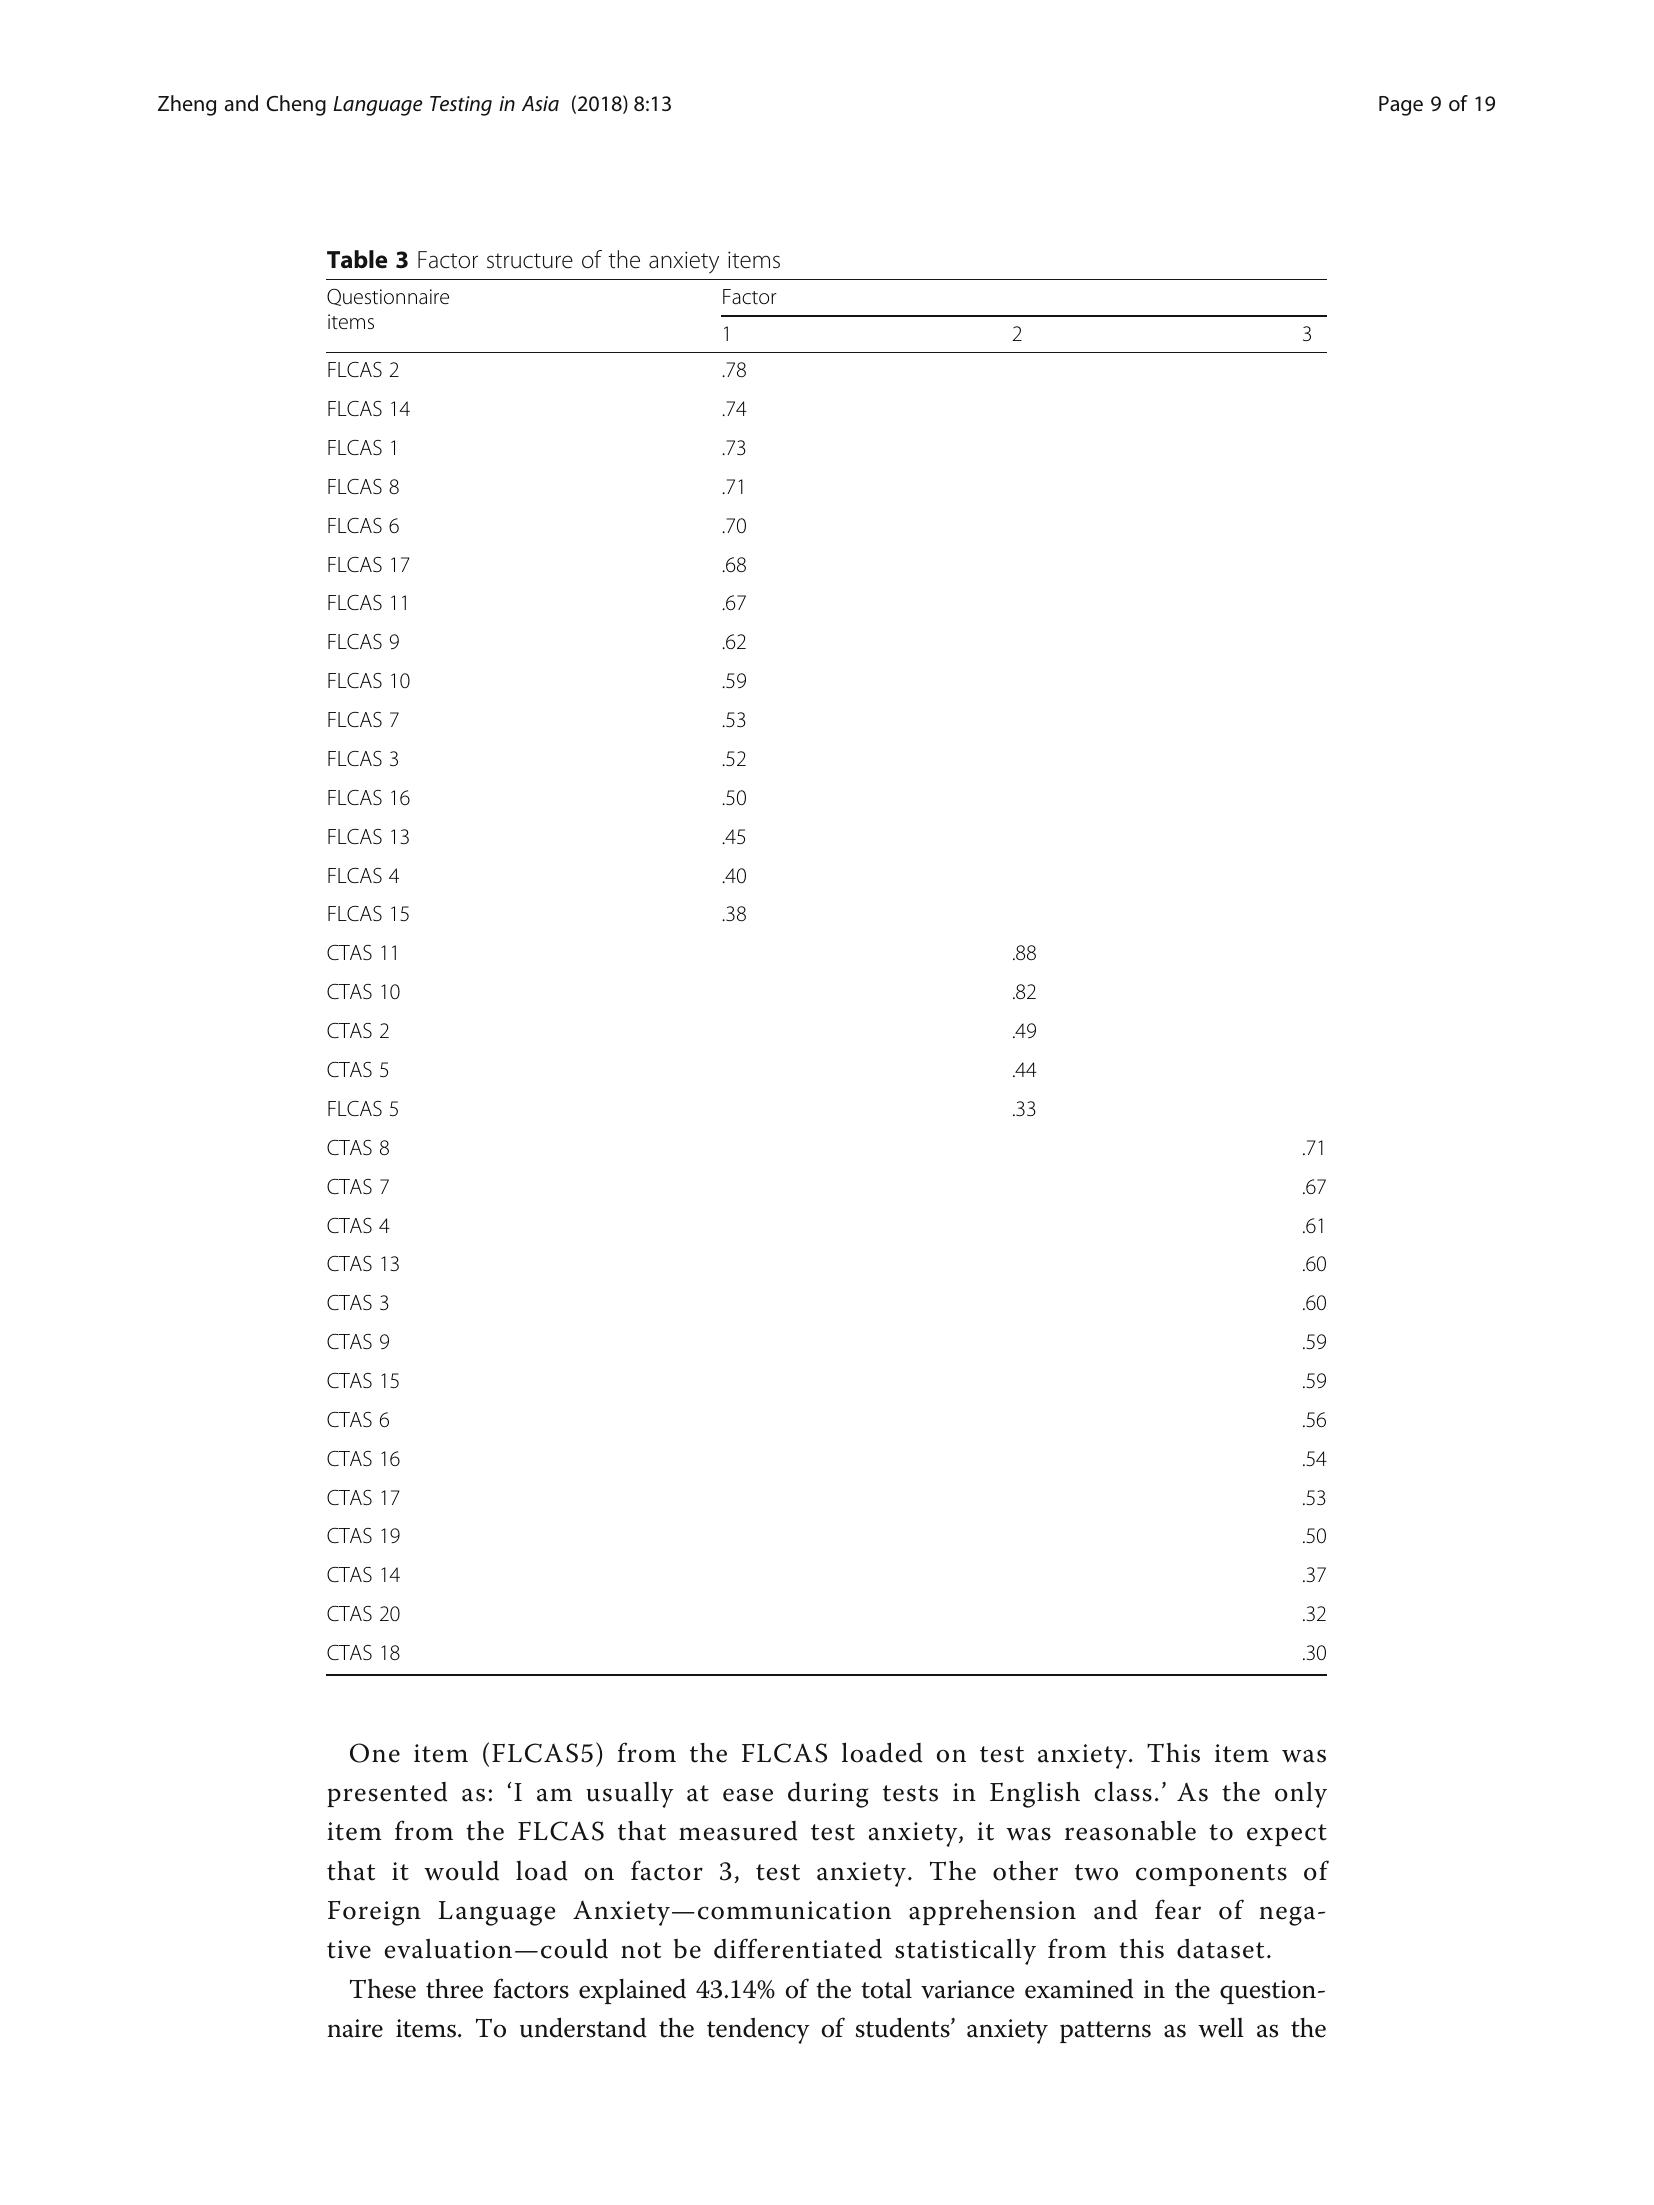 Zheng and Cheng Language Testing in Asia (2018) 8:13 Page 9 of 19
Table 3 Factor structure of the anxiety items
Questionnaire Factor
items
1 2 3
FLCAS 2 .78
FLCAS 14 .74
FLCAS 1 .73
FLCAS 8 .71
FLCAS 6 .70
FLCAS 17 .68
FLCAS 11 .67
FLCAS 9 .62
FLCAS 10 .59
FLCAS 7 .53
FLCAS 3 .52
FLCAS 16 .50
FLCAS 13 .45
FLCAS 4 .40
FLCAS 15 .38
CTAS 11 .88
CTAS 10 .82
CTAS 2 .49
CTAS 5 .44
FLCAS 5 .33
CTAS 8 .71
CTAS 7 .67
CTAS 4 .61
CTAS 13 .60
CTAS 3 .60
CTAS 9 .59
CTAS 15 .59
CTAS 6 .56
CTAS 16 .54
CTAS 17 .53
CTAS 19 .50
CTAS 14 .37
CTAS 20 .32
CTAS 18 .30
One item (FLCAS5) from the FLCAS loaded on test anxiety. This item was
presented as: ‘I am usually at ease during tests in English class.’ As the only
item from the FLCAS that measured test anxiety, it was reasonable to expect
that it would load on factor 3, test anxiety. The other two components of
Foreign Language Anxiety—communication apprehension and fear of nega-
tive evaluation—could not be differentiated statistically from this dataset.
These three factors explained 43.14% of the total variance examined in the question-
naire items. To understand the tendency of students’ anxiety patterns as well as the